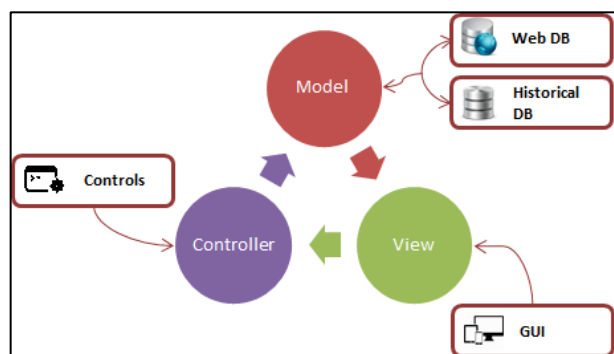 Web DB
Model
Historical
DB
Controls
Controller
View
GUI